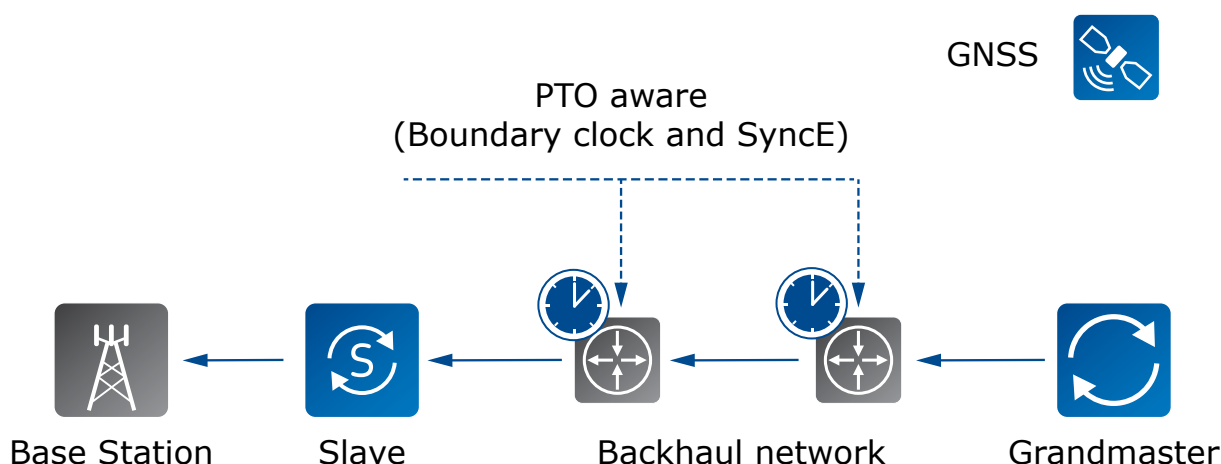 GNSS
PTO aware
(Boundary clock and SyncE)
S
Base Station
Slave
Backhaul network
Grandmaster